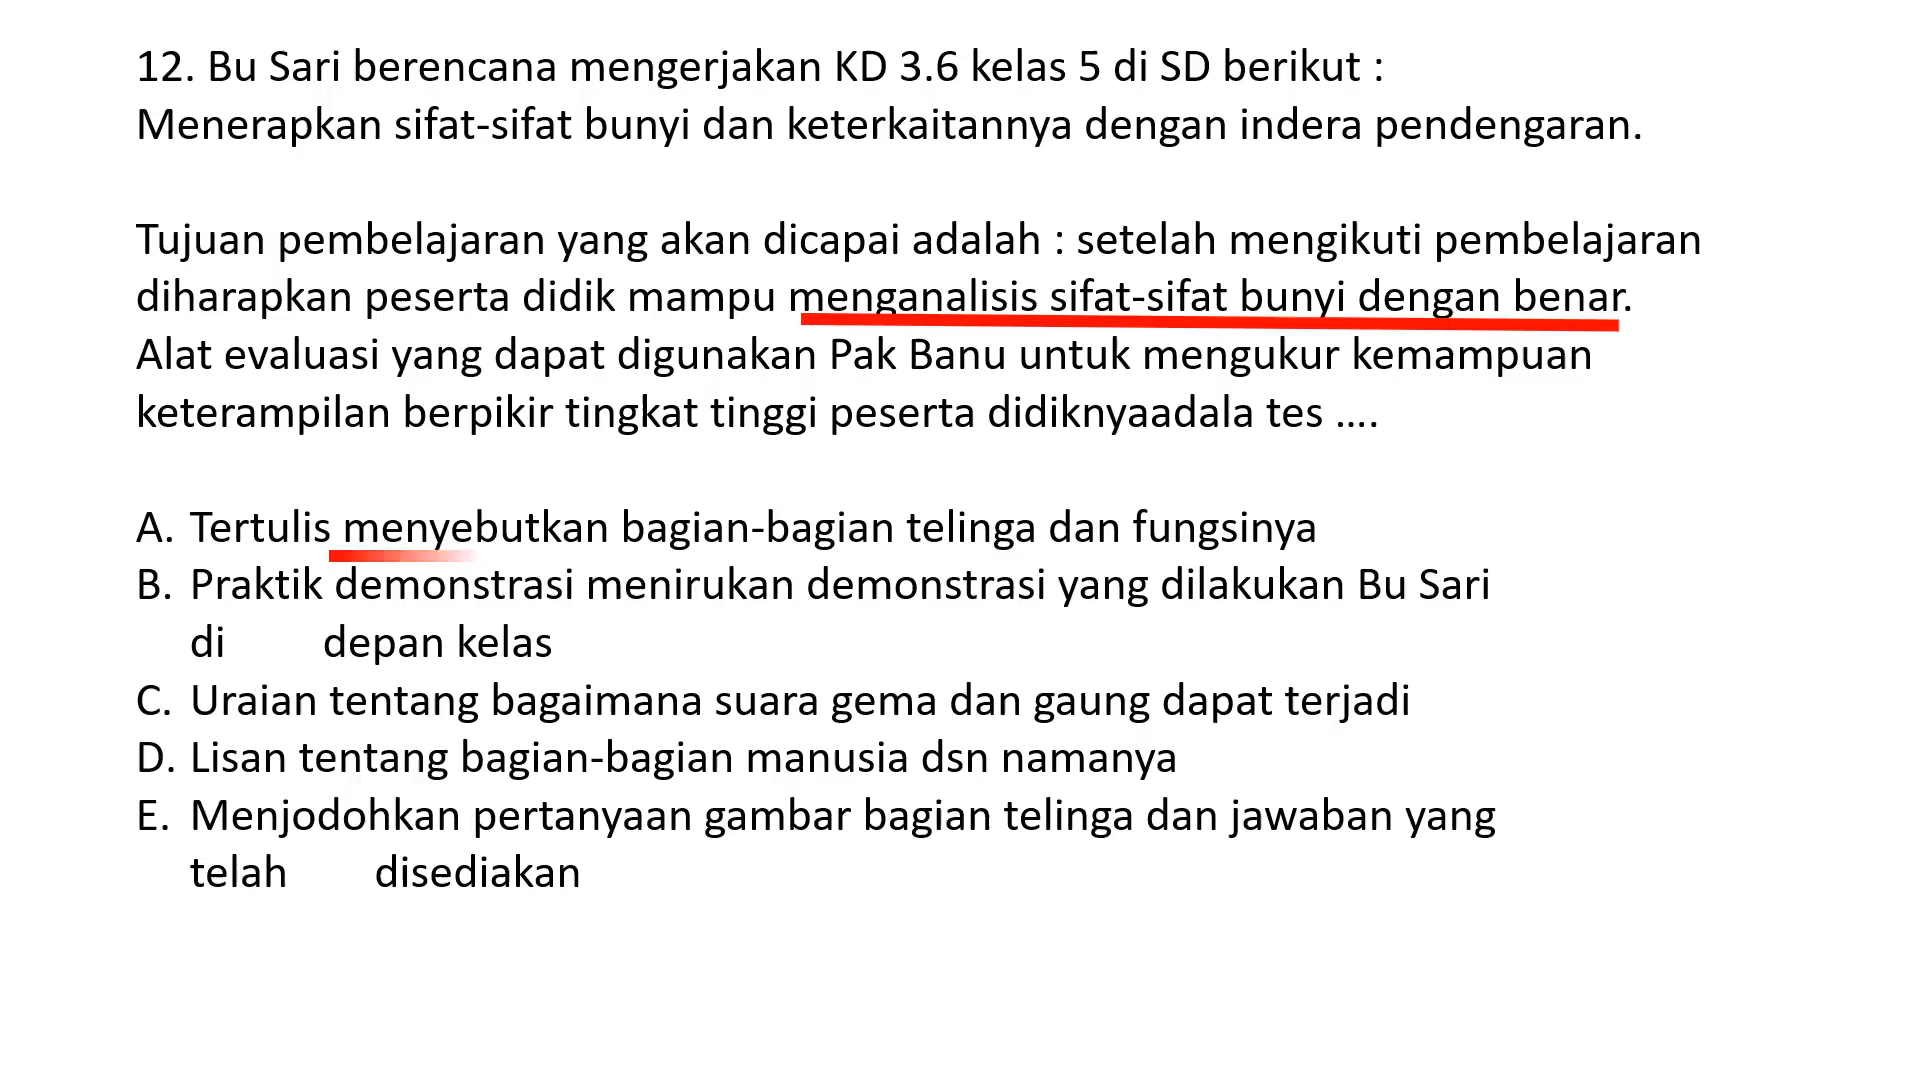 12. Bu Sari berencana mengerjakan KD 3.6 kelas 5 di SD berikut :
Menerapkan sifat-sifat bunyi dan keterkaitannya dengan indera pendengaran.
Tujuan pembelajaran yang akan dicapai adalah : setelah mengikuti pembelajaran
diharapkan peserta didik mampu menganalisis sifat-sifat bunyi dengan benar.
Alat evaluasi yang dapat digunakan Pak Banu untuk mengukur kemampuan
keterampilan berpikir tingkat tinggi peserta didiknyaadala tes ....
A. Tertulis menyebutkan bagian-bagian telinga dan fungsinya
B. Praktik demonstrasi menirukan demonstrasi yang dilakukan Bu Sari
di depan kelas
C. Uraian tentang bagaimana suara gema dan gaung dapat terjadi
D. Lisan tentang bagian-bagian manusia dsn namanya
E. Menjodohkan pertanyaan gambar bagian telinga dan jawaban yang
telah disediakan